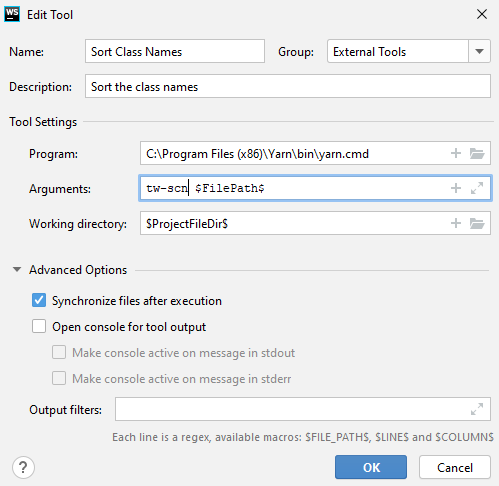 WS Edit Tool
Name: Sort Class Names Group: External Tools
Description: Sort the class names
Tool Settings
Program: C:\Program Files (x86)\Yarn\bin\yarn.cmd
Arguments: tw-scn $FilePath$
Working directory: $ProjectFileDir$
Advanced Options
Synchronize files after execution
Open console for tool output
Make console active on message in stdout
Make console active on message in stderr
Output filters:
Each line is a regex, available macros: $FILE_PATH$, $LINE$ and $COLUMN$
? OK Cancel